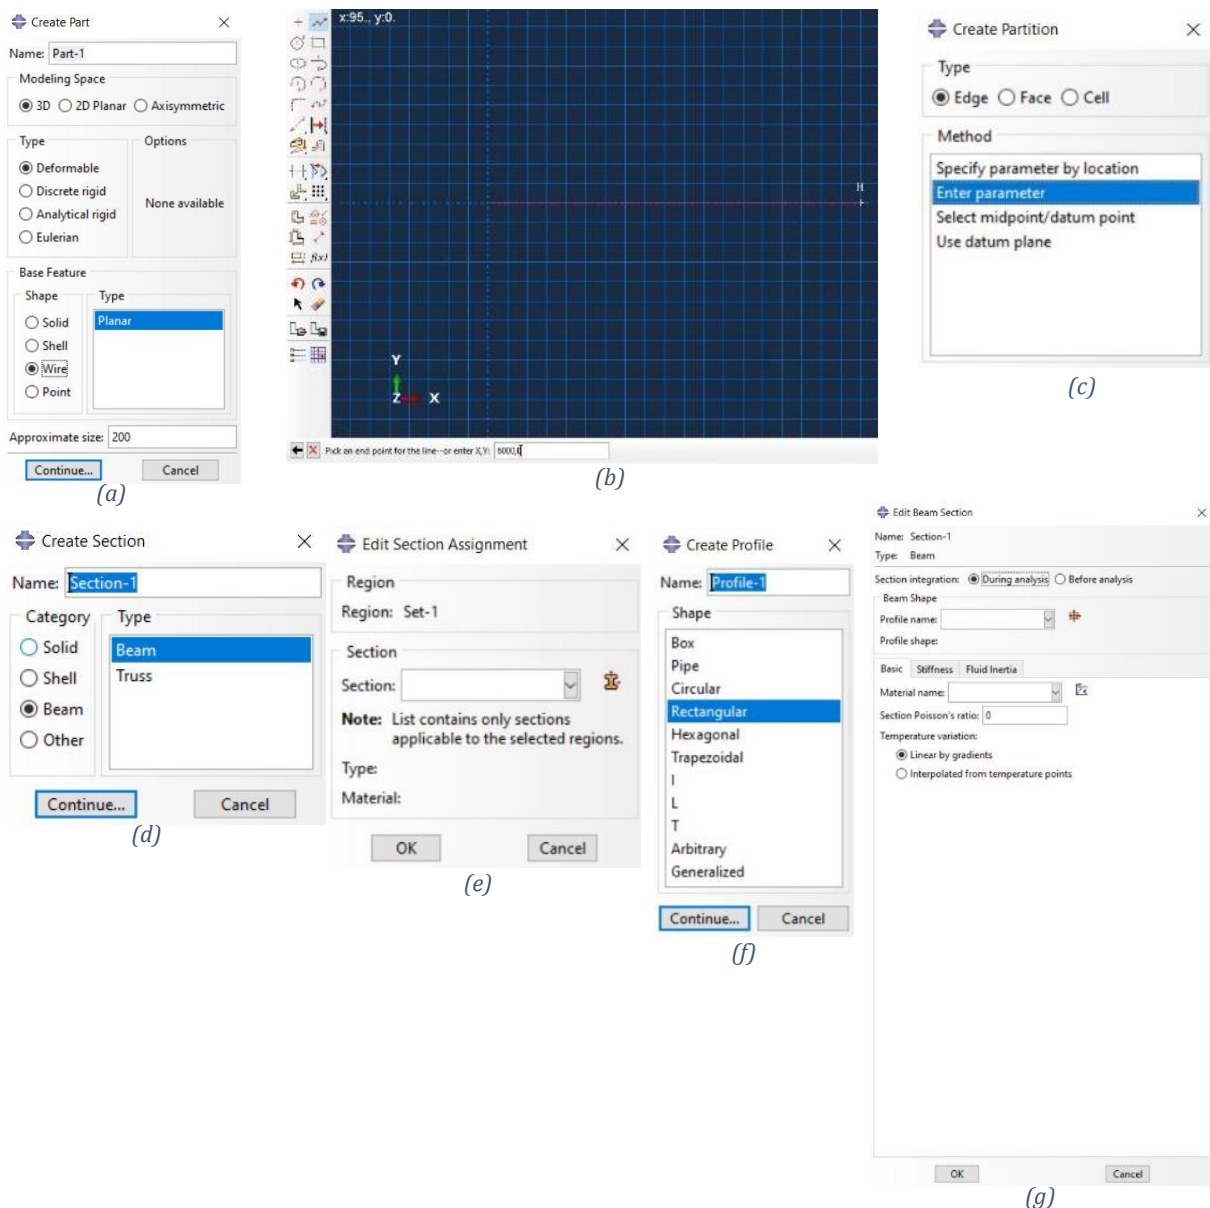 Create Part
Name: Part-1
Modeling Space
3D 2D Planar Axisymmetric
Type
Options
Deformable
Discrete rigid
Analytical rigid
Eulerian
None available
Base Feature
Shape
Type
Solid
Shell
Wire
Point
Planar
Approximate size: 200
Continue... Cancel
(a)
x:95., y:0.
f(x)
H
Y
Z X
Pick an end point for the line--or enter X,Y: 6000,0
(b)
Create Partition
Type
Edge Face Cell
Method
Specify parameter by location
Enter parameter
Select midpoint/datum point
Use datum plane
(c)
Create Section
Name: Section-1
Category Type
Solid
Shell
Beam
Other
Beam
Truss
Continue... Cancel
(d)
Edit Section Assignment
Region
Region: Set-1
Section
Section:
Note: List contains only sections
applicable to the selected regions.
Type:
Material:
OK Cancel
(e)
Create Profile
Name: Profile-1
Shape
Box
Pipe
Circular
Rectangular
Hexagonal
Trapezoidal
I
L
T
Arbitrary
Generalized
Continue... Cancel
(f)
Edit Beam Section
Name: Section-1
Type: Beam
Section integration: During analysis Before analysis
Beam Shape
Profile name:
Profile shape:
Basic Stiffness Fluid Inertia
Material name:
Section Poisson's ratio: 0
Temperature variation:
Linear by gradients
Interpolated from temperature points
OK Cancel
(g)